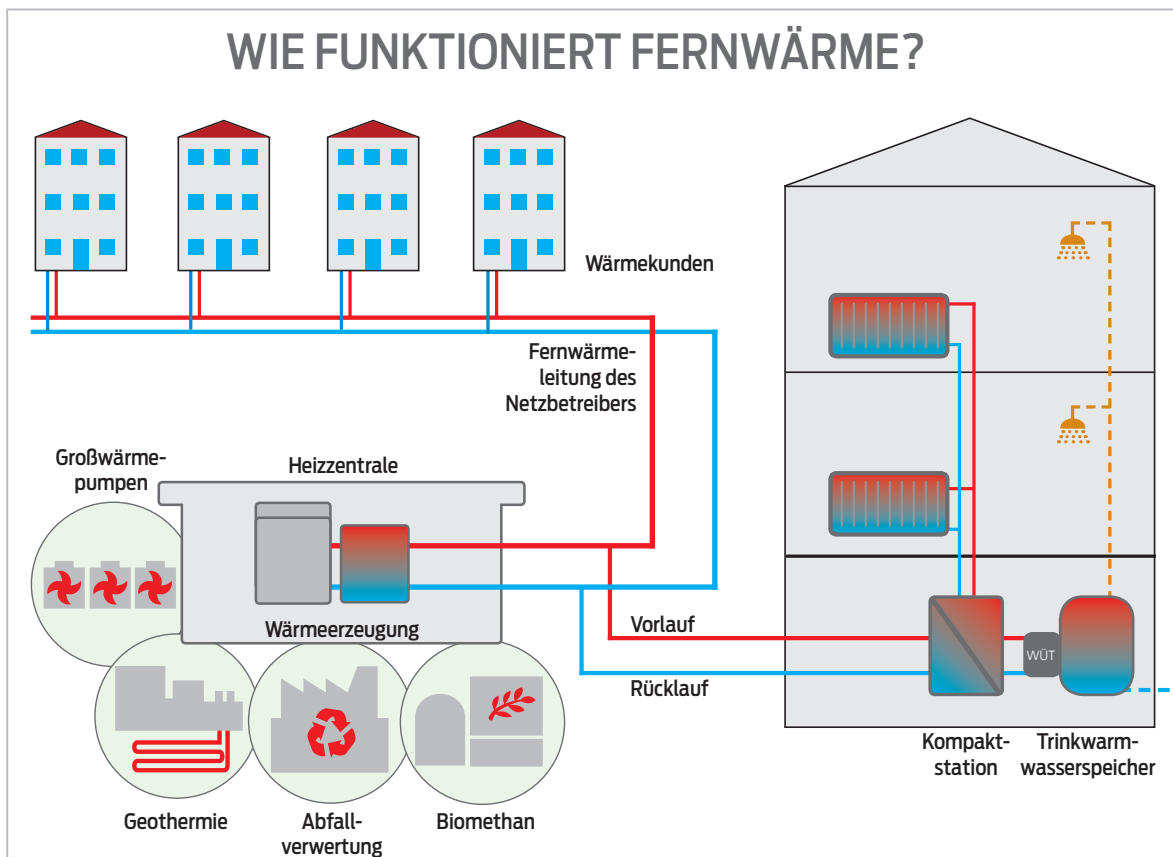 WIE FUNKTIONIERT FERNWÄRME?
Wärmekunden
Fernwärme-
leitung des
Netzbetreibers
Großwärme-
pumpen
Heizzentrale
Wärmeerzeugung
Vorlauf
Rücklauf
WÜT
Kompakt-
station
Trinkwarm-
wasserspeicher
Geothermie
Abfall-
verwertung
Biomethan